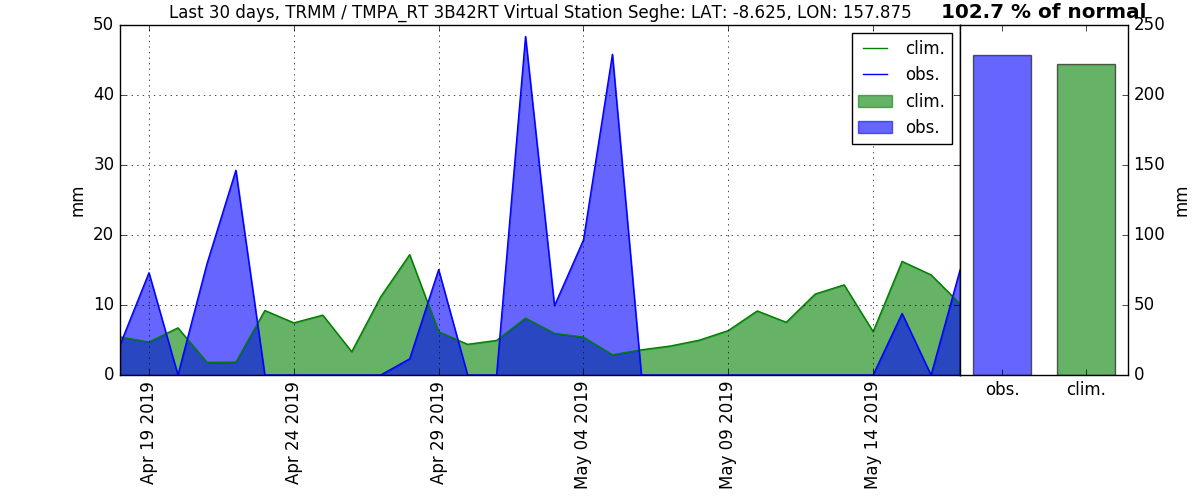 Last 30 days, TRMM / TMPA_RT 3B42RT Virtual Station Seghe: LAT: -8.625, LON: 157.875
102.7 % of normal
50
40
30
20
10
0
mm
clim.
obs.
clim.
obs.
250
200
150
100
50
0
mm
Apr 19 2019
Apr 24 2019
Apr 29 2019
May 04 2019
May 09 2019
May 14 2019
obs.
clim.